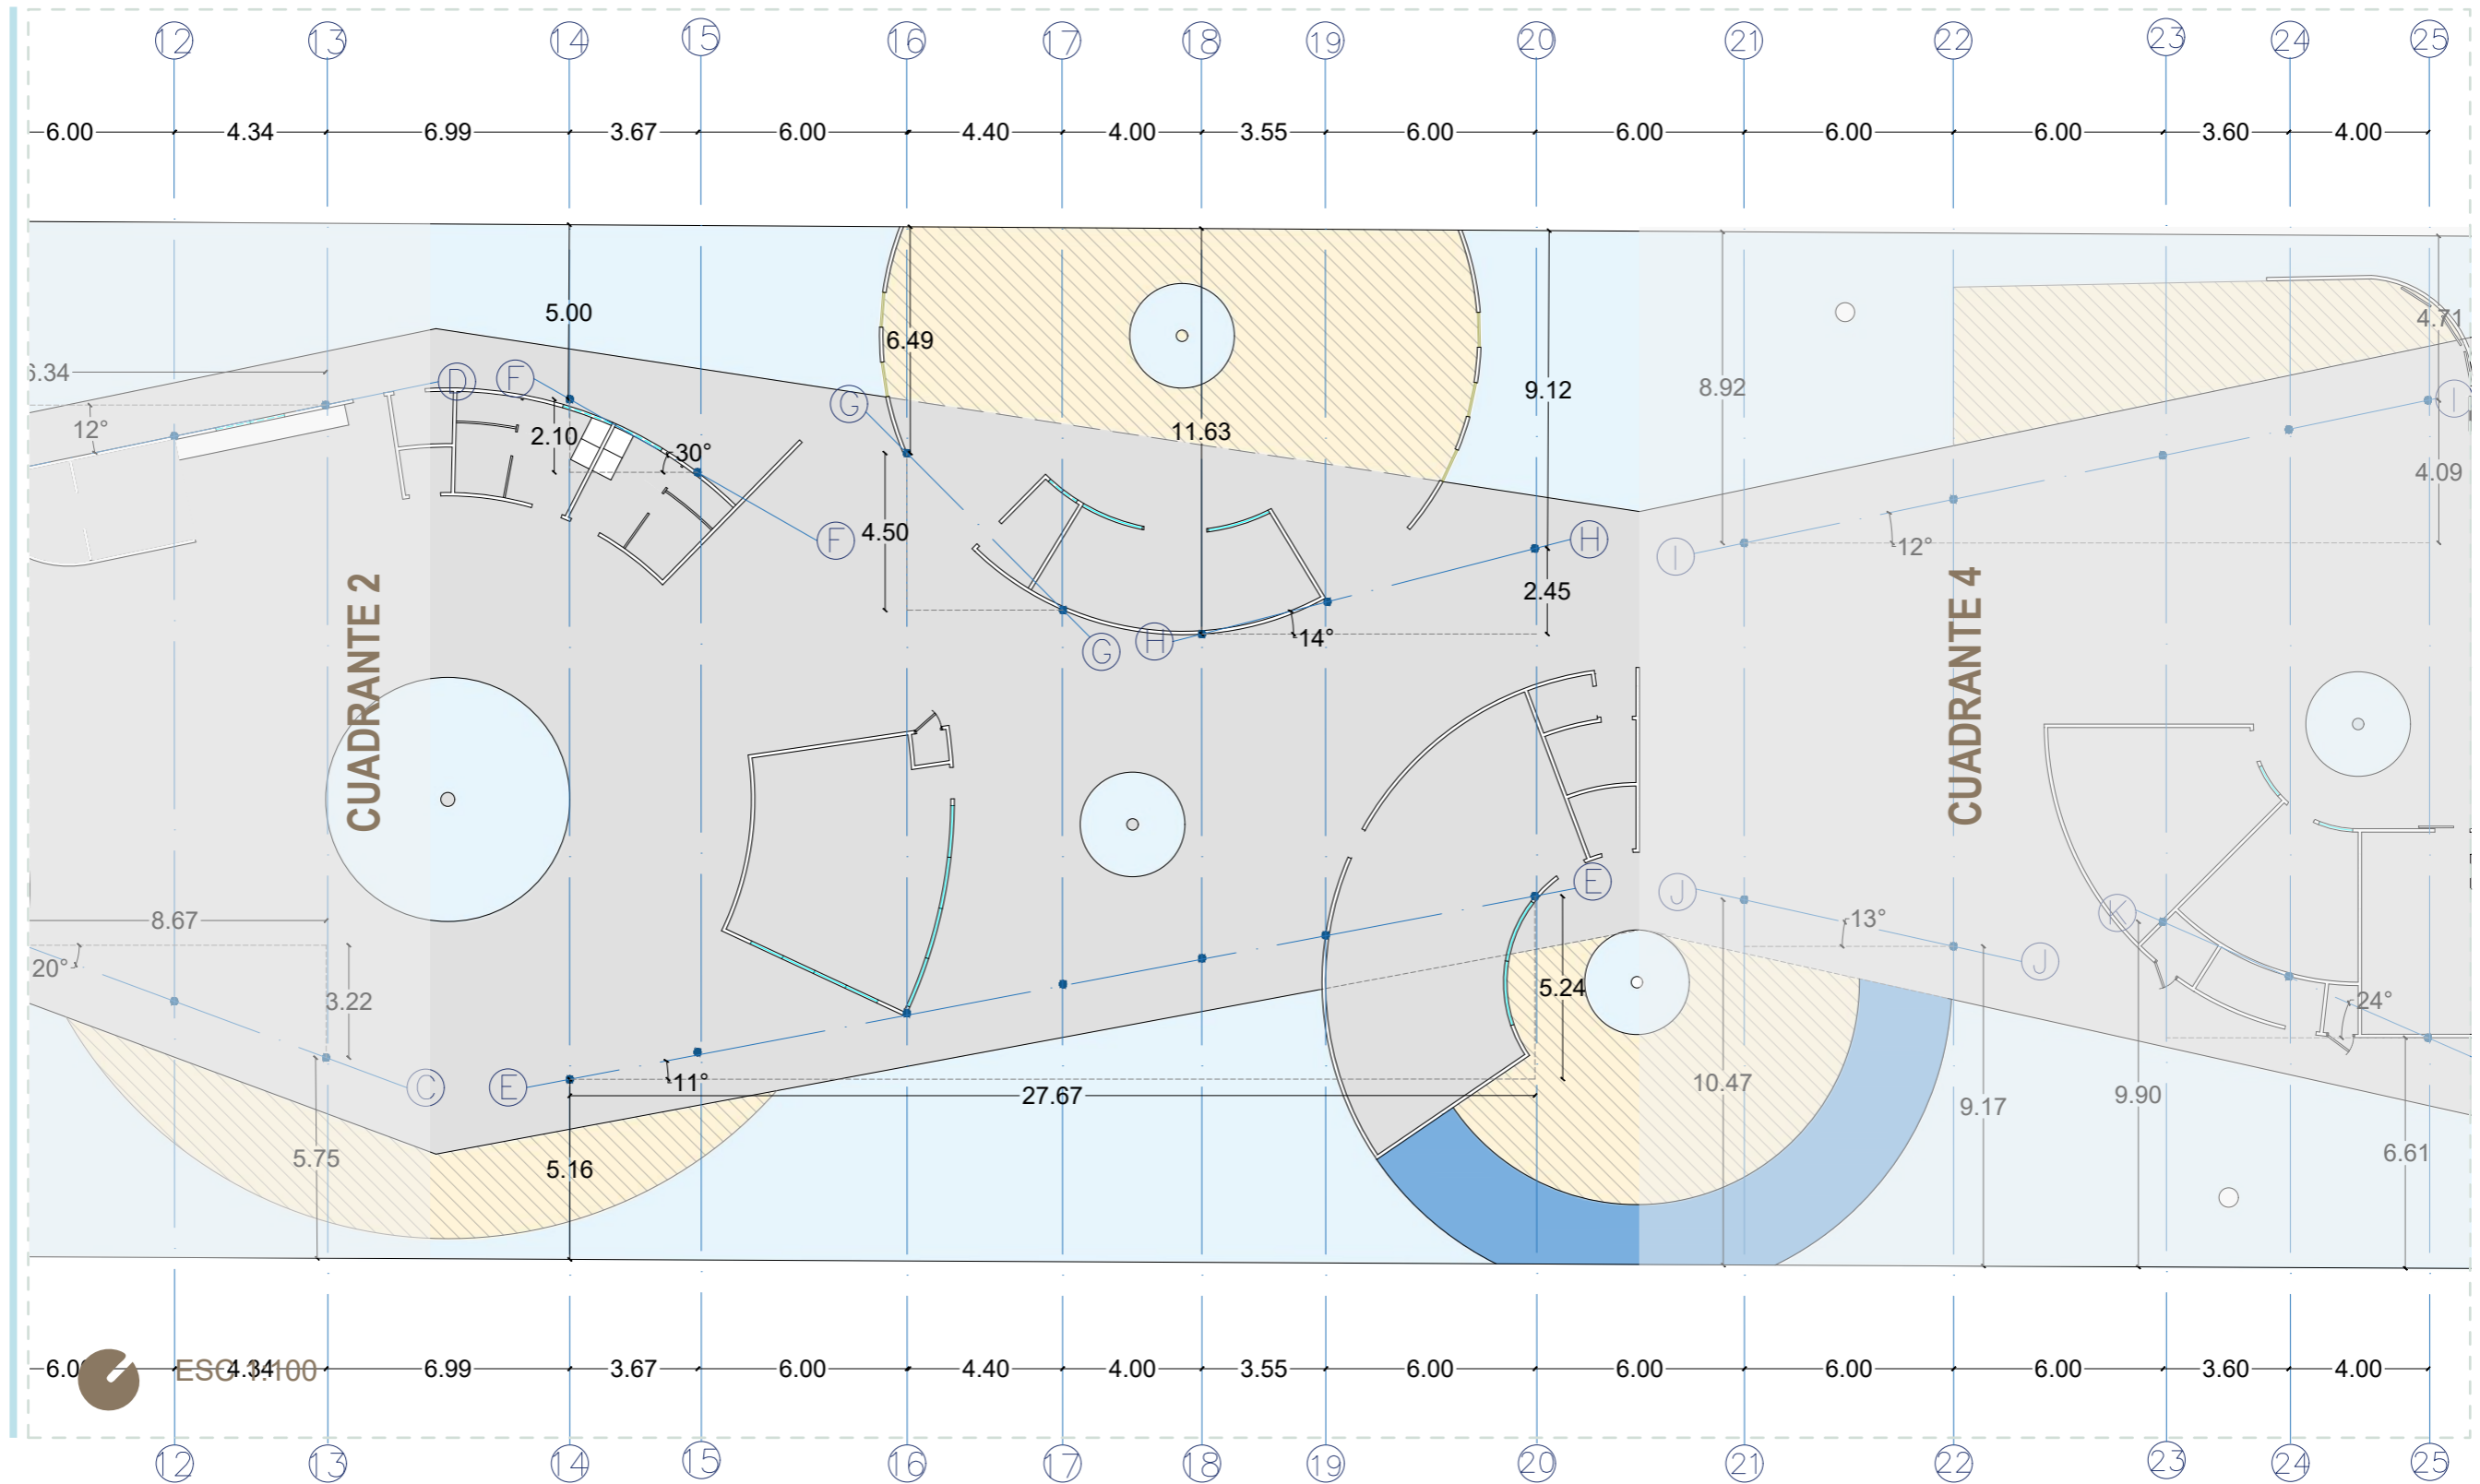 12 13 14 15 16 17 18 19 20 21 22 23 24 25
6.00 4.34 6.99 3.67 6.00 4.40 4.00 3.55 6.00 6.00 6.00 6.00 3.60 4.00
5.00
6.49
4.71
6.34
D F
G
9.12
8.92
I
12°
2.10
30°
11.63
4.09
F
4.50
H
I
12°
2.45
G
H
14°
CUADRANTE 2
CUADRANTE 4
E
J
K
8.67
13°
20°
3.22
5.24
J
24°
C
E
11°
27.67
10.47
9.17
9.90
5.75
5.16
6.61
6.00 4.34 6.99 3.67 6.00 4.40 4.00 3.55 6.00 6.00 6.00 6.00 3.60 4.00
ESC 1:100
12 13 14 15 16 17 18 19 20 21 22 23 24 25